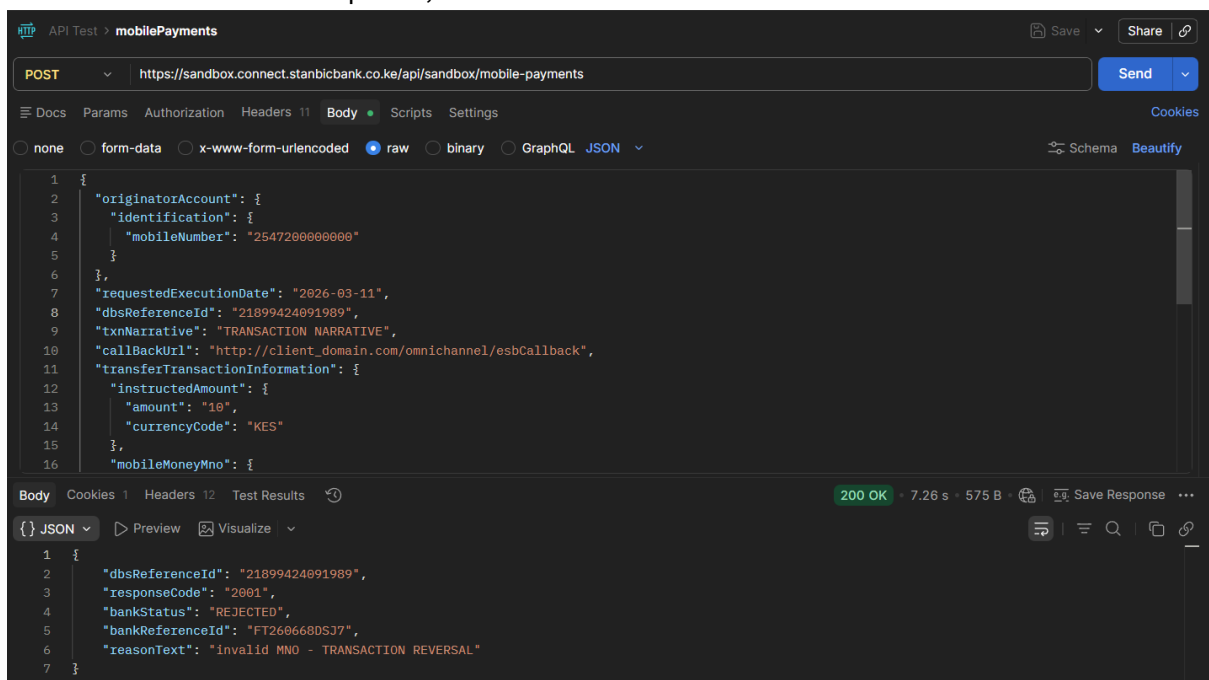 HTTP API Test > mobilePayments Save Share
POST https://sandbox.connect.stanbicbank.co.ke/api/sandbox/mobile-payments Send
Docs Params Authorization Headers 11 Body Scripts Settings Cookies
none form-data x-www-form-urlencoded raw binary GraphQL JSON Schema Beautify
1 {
2 "originatorAccount": {
3 "identification": {
4 "mobileNumber": "2547200000000"
5 }
6 },
7 "requestedExecutionDate": "2026-03-11",
8 "dbsReferenceId": "21899424091989",
9 "txnNarrative": "TRANSACTION NARRATIVE",
10 "callBackUrl": "http://client_domain.com/omnichannel/esbCallback",
11 "transferTransactionInformation": {
12 "instructedAmount": {
13 "amount": "10",
14 "currencyCode": "KES"
15 },
16 "mobileMoneyMno": {
Body Cookies 1 Headers 12 Test Results 200 OK • 7.26 s • 575 B • e.g. Save Response •••
{} JSON Preview Visualize
1 {
2 "dbsReferenceId": "21899424091989",
3 "responseCode": "2001",
4 "bankStatus": "REJECTED",
5 "bankReferenceId": "FT260668DSJ7",
6 "reasonText": "invalid MNO - TRANSACTION REVERSAL"
7 }